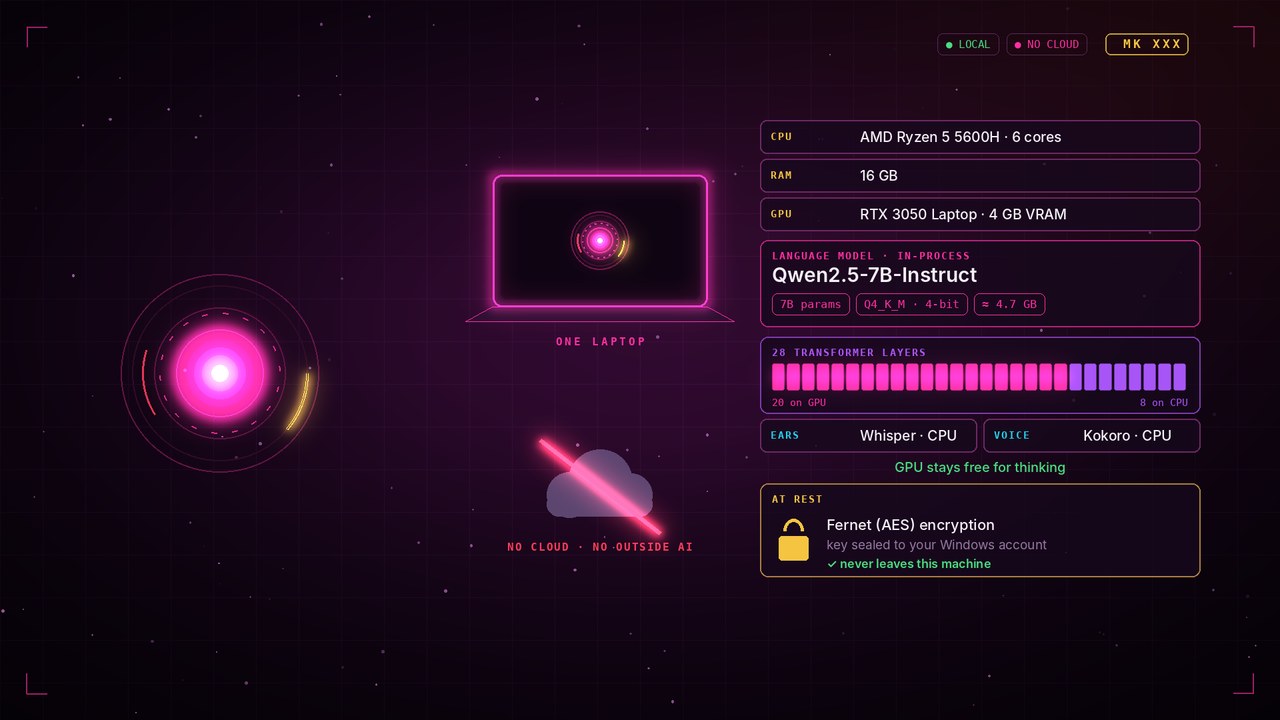 LOCAL
NO CLOUD
MK XXX
CPU AMD Ryzen 5 5600H · 6 cores
RAM 16 GB
GPU RTX 3050 Laptop · 4 GB VRAM
LANGUAGE MODEL · IN-PROCESS
Qwen2.5-7B-Instruct
7B params Q4_K_M · 4-bit ≈ 4.7 GB
ONE LAPTOP
28 TRANSFORMER LAYERS
20 on GPU 8 on CPU
EARS Whisper · CPU
VOICE Kokoro · CPU
GPU stays free for thinking
NO CLOUD · NO OUTSIDE AI
AT REST
Fernet (AES) encryption
key sealed to your Windows account
✓ never leaves this machine